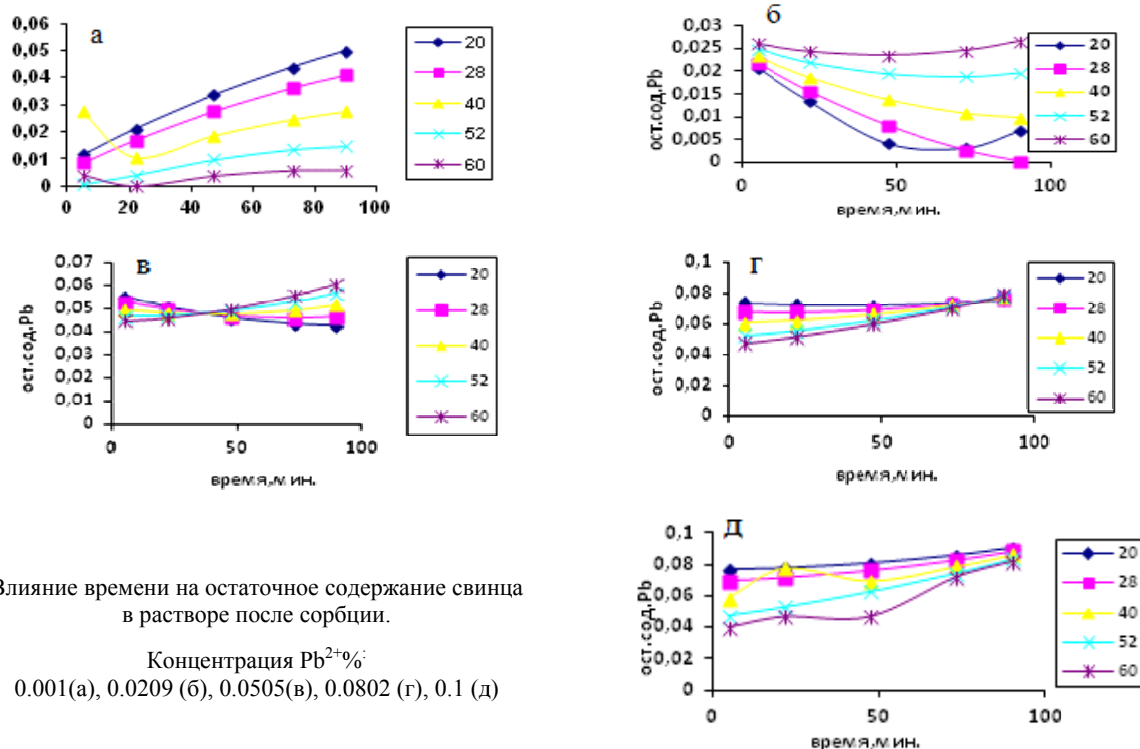 а
0,06
0,05
0,04
0,03
0,02
0,01
0
0 20 40 60 80 100
20
28
40
52
60
б
ост.сод.Pb
0,03
0,025
0,02
0,015
0,01
0,005
0
0 50 100
время,мин.
20
28
40
52
60
в
ост.сод.Pb
0,07
0,06
0,05
0,04
0,03
0,02
0,01
0
0 50 100
время,мин.
20
28
40
52
60
г
ост.сод.Pb
0,1
0,08
0,06
0,04
0,02
0
0 50 100
время,мин.
20
28
40
52
60
Влияние времени на остаточное содержание свинца
в растворе после сорбции.
Концентрация Pb²⁺%:
0.001(а), 0.0209 (б), 0.0505(в), 0.0802 (г), 0.1 (д)
д
ост.сод.Pb
0,1
0,08
0,06
0,04
0,02
0
0 50 100
время,мин.
20
28
40
52
60